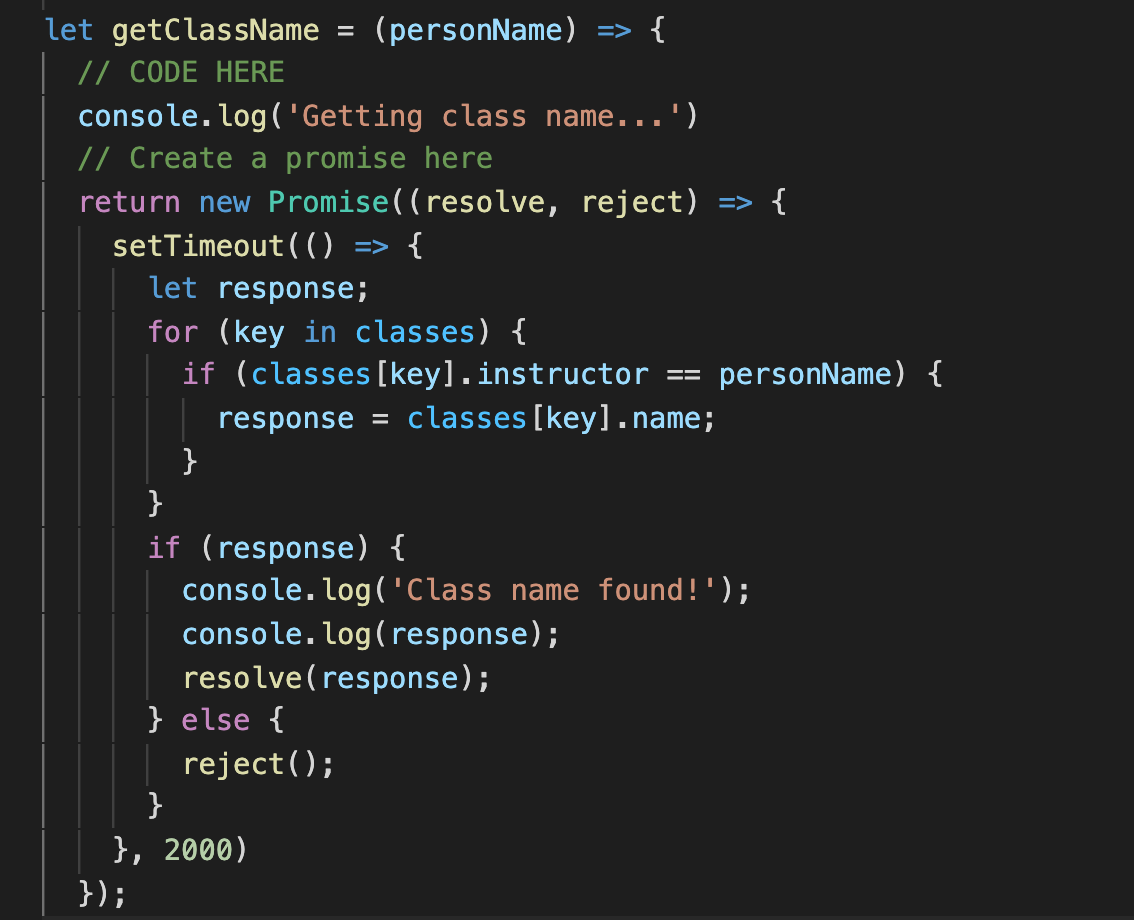 let getClassName = (personName) => {
  // CODE HERE
  console.log('Getting class name...')
  // Create a promise here
  return new Promise((resolve, reject) => {
    setTimeout(() => {
      let response;
      for (key in classes) {
        if (classes[key].instructor == personName) {
          response = classes[key].name;
        }
      }
      if (response) {
        console.log('Class name found!');
        console.log(response);
        resolve(response);
      } else {
        reject();
      }
    }, 2000)
  });